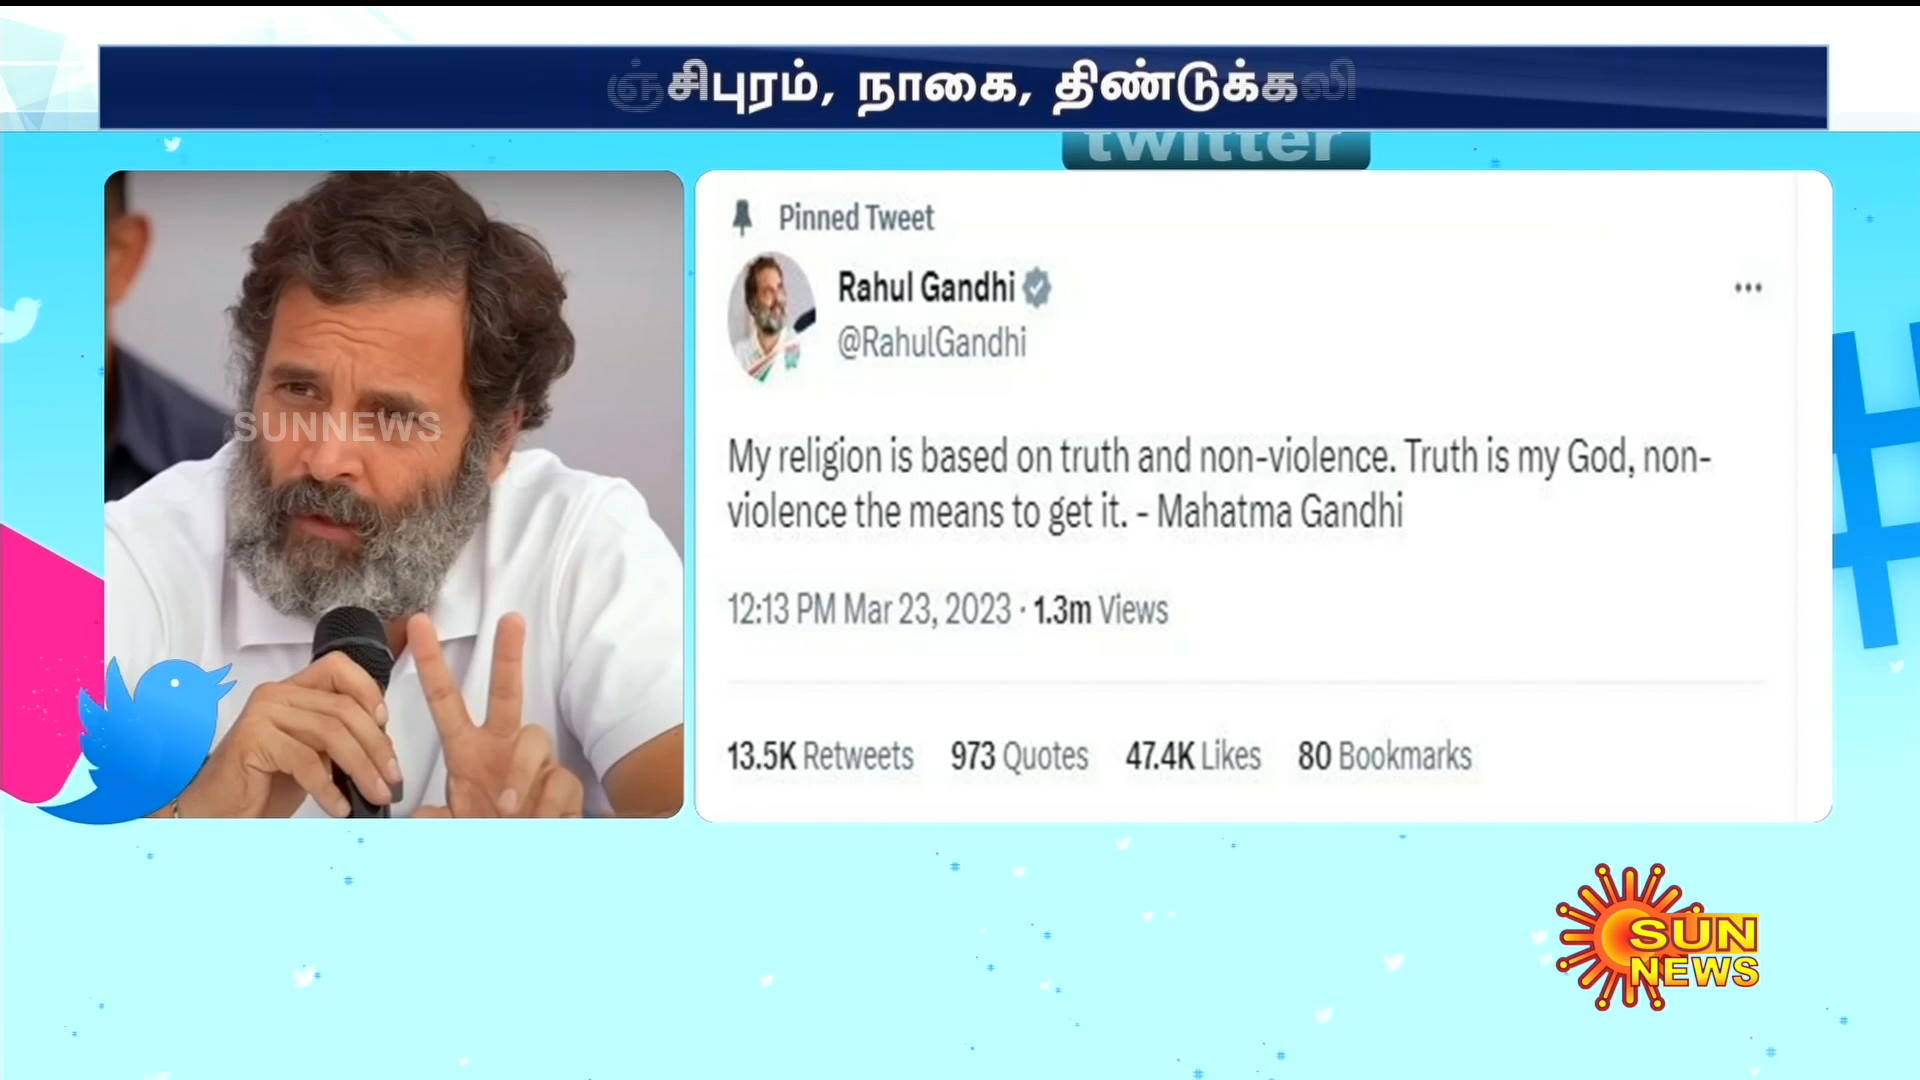 ஞ்சிபுரம், நாகை, திண்டுக்கலி
twitter
Pinned Tweet
Rahul Gandhi
@RahulGandhi
SUNNEWS
My religion is based on truth and non-violence. Truth is my God, non-
violence the means to get it. - Mahatma Gandhi
12:13 PM Mar 23, 2023 · 1.3m Views
13.5K Retweets 973 Quotes 47.4K Likes 80 Bookmarks
SUN
NEWS